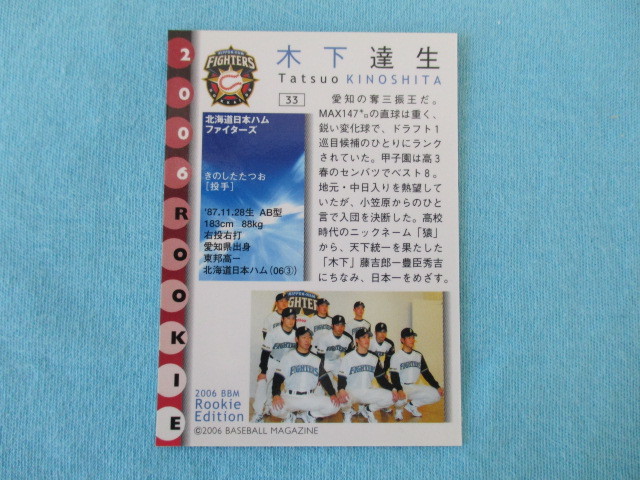 2006 ROOKIE
NIPPON-HAM
FIGHTERS
木下達生
Tatsuo KINOSHITA
33
北海道日本ハム
ファイターズ
きのしたたつお
[投手]
'87.11.28生 AB型
183cm 88kg
右投右打
愛知県出身
東邦高一
北海道日本ハム(06③)
愛知の奪三振王だ。
MAX147㌔の直球は重く、
鋭い変化球で、ドラフト1
巡目候補のひとりにランク
されていた。甲子園は高3
春のセンバツでベスト8。
地元・中日入りを熱望して
いたが、小笠原からのひと
言で入団を決断した。高校
時代のニックネーム「猿」
から、天下統一を果たした
「木下」藤吉郎ー豊臣秀吉
にちなみ、日本一をめざす。
2006 BBM
Rookie
Edition
©2006 BASEBALL MAGAZINE